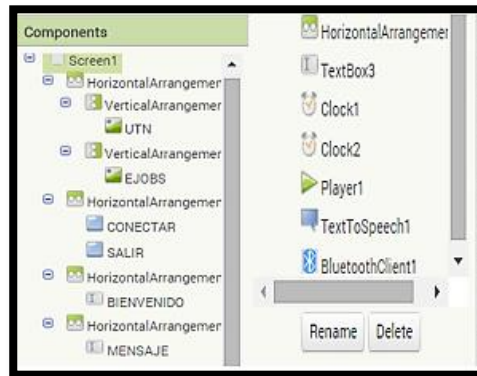 Components
Screen1
HorizontalArrangemer
VerticalArrangemer
UTN
VerticalArrangemer
EJOBS
HorizontalArrangemer
CONECTAR
SALIR
HorizontalArrangemer
BIENVENIDO
HorizontalArrangemer
MENSAJE
HorizontalArrangemer
TextBox3
Clock1
Clock2
Player1
TextToSpeech1
BluetoothClient1
Rename Delete